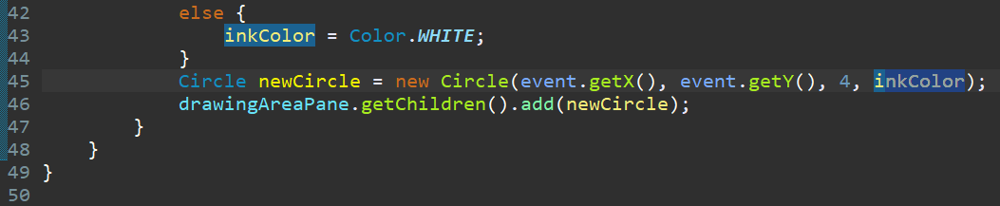 42 else {
43 inkColor = Color.WHITE;
44 }
45 Circle newCircle = new Circle(event.getX(), event.getY(), 4, inkColor);
46 drawingAreaPane.getChildren().add(newCircle);
47 }
48 }
49 }
50